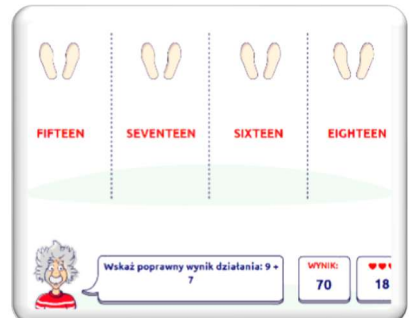 FIFTEEN SEVENTEEN SIXTEEN EIGHTEEN
Wskaż poprawny wynik działania: 9 +
7
WYNIK:
70
18